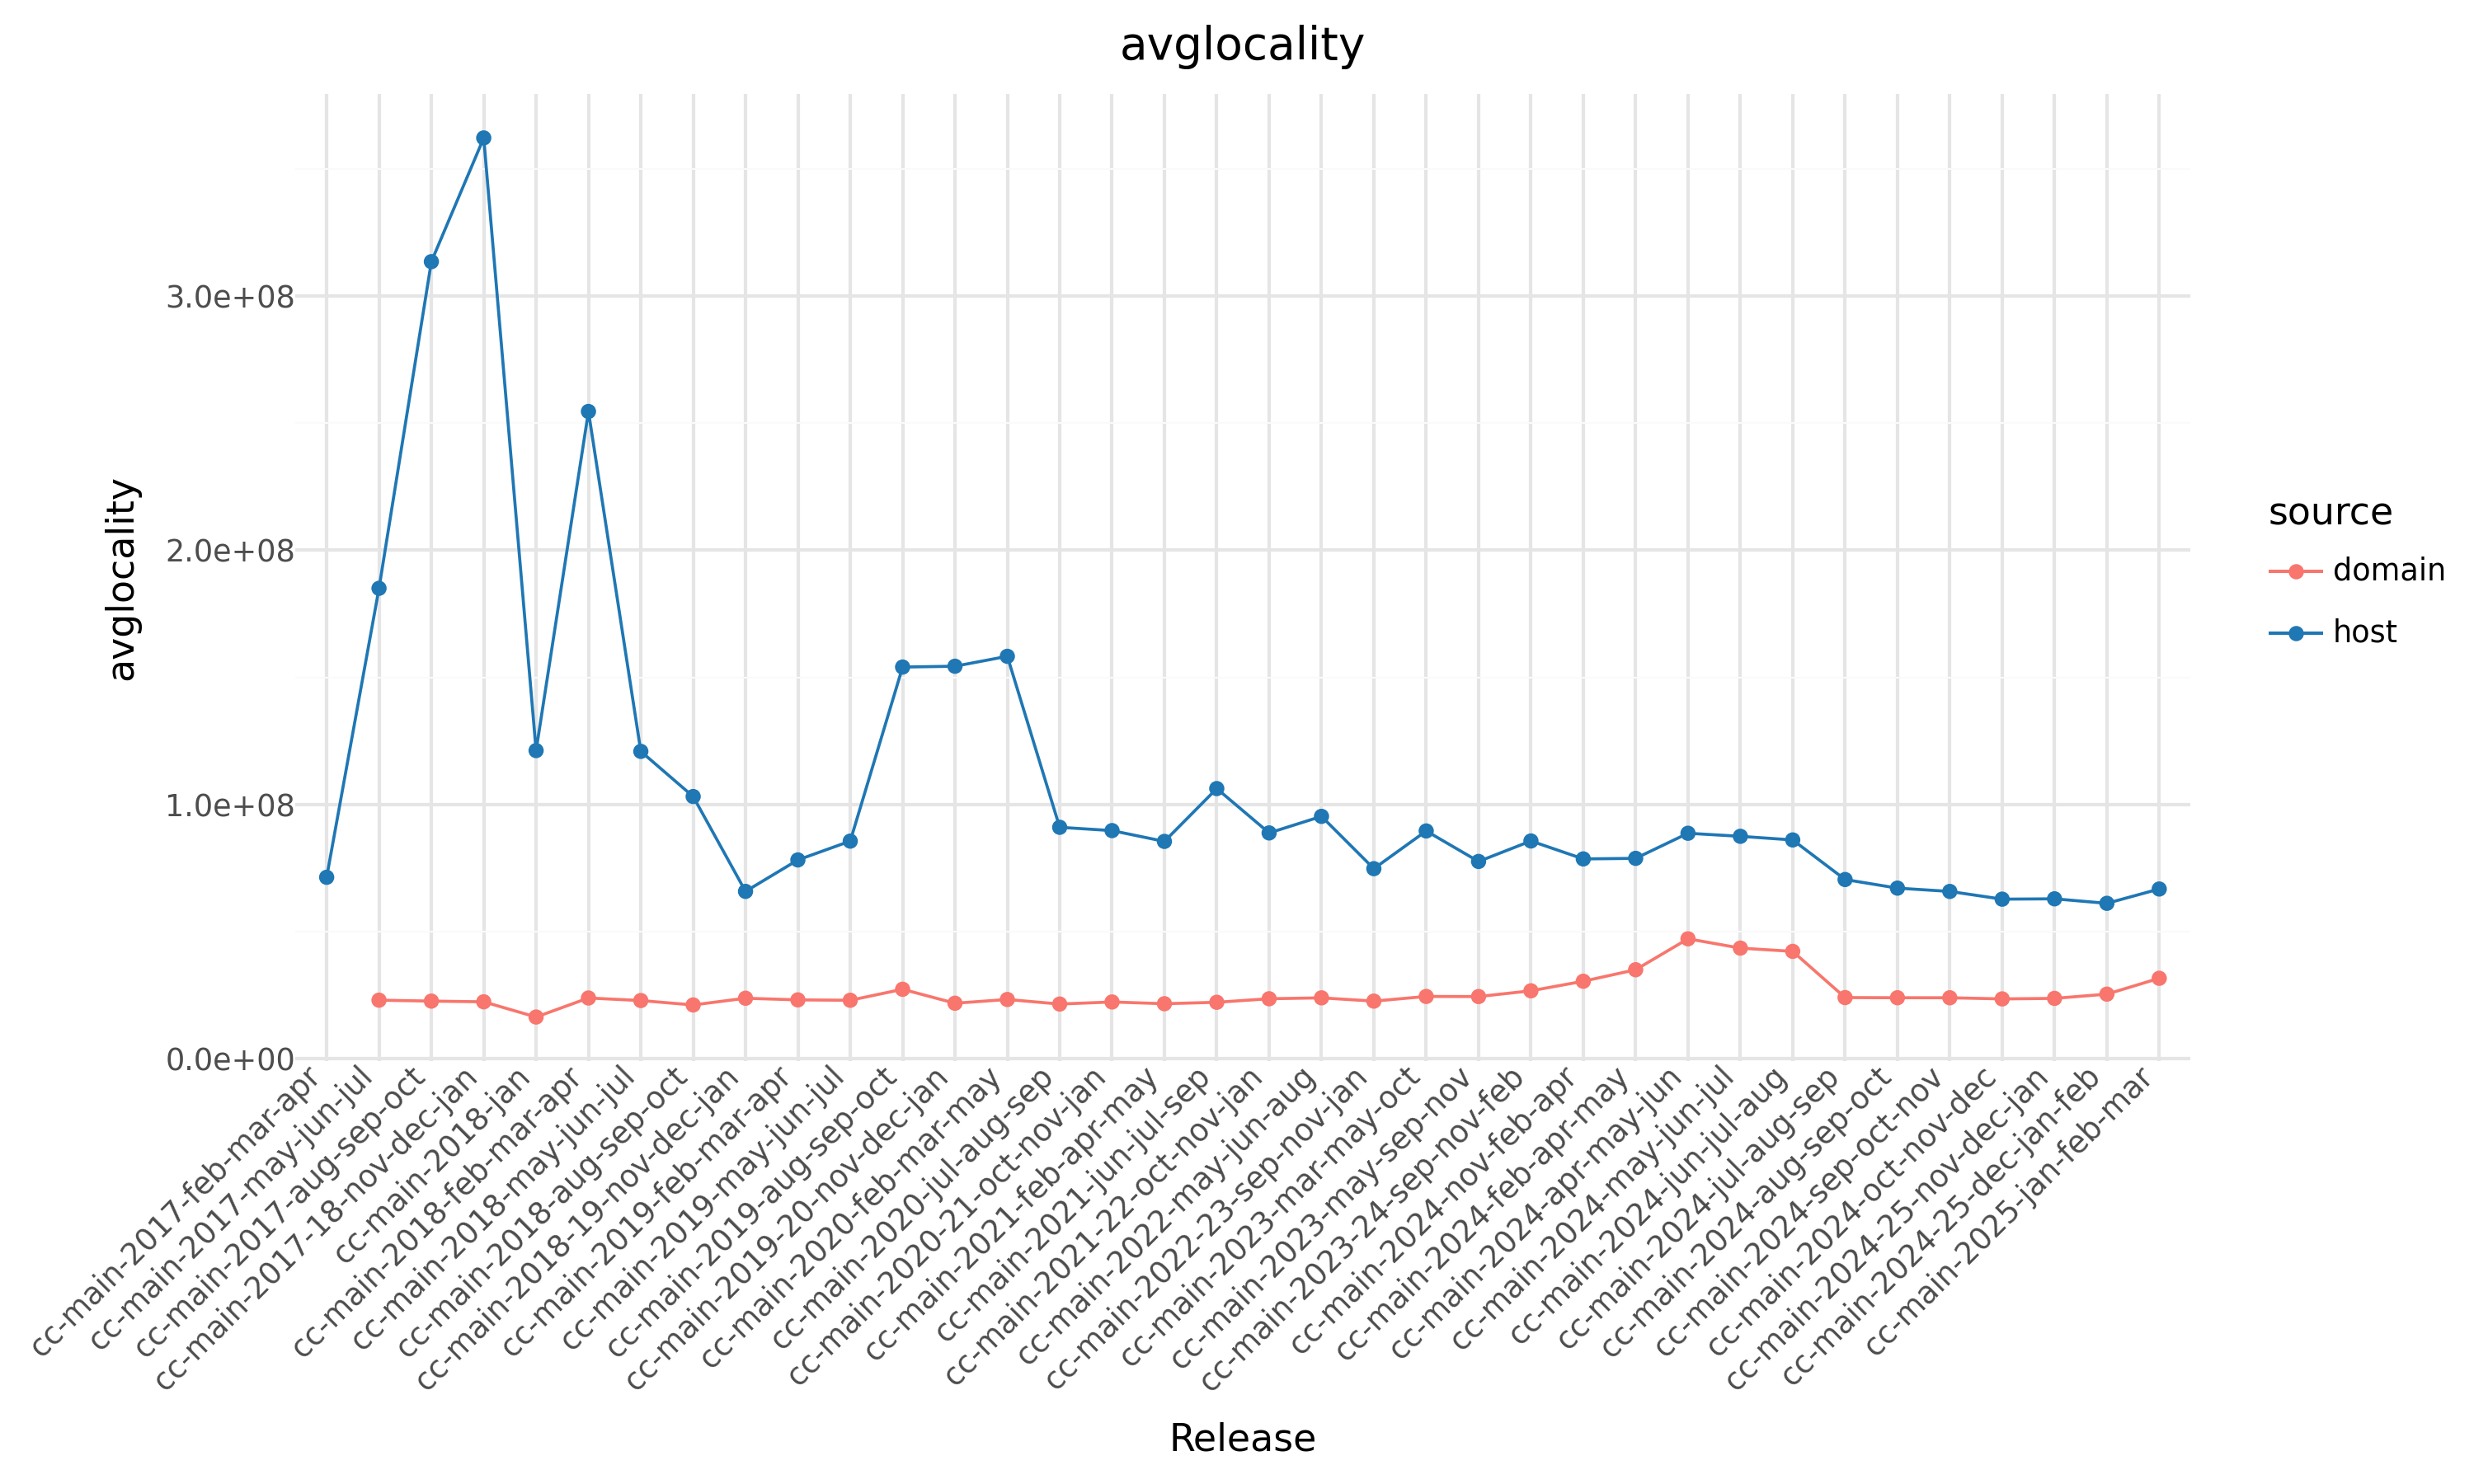 avglocality
avglocality
3.0e+08
2.0e+08
1.0e+08
0.0e+00
source
domain
host
cc-main-2017-feb-mar-apr
cc-main-2017-may-jun-jul
cc-main-2017-aug-sep-oct
cc-main-2017-18-nov-dec-jan
cc-main-2018-jan
cc-main-2018-feb-mar-apr
cc-main-2018-may-jun-jul
cc-main-2018-aug-sep-oct
cc-main-2018-19-nov-dec-jan
cc-main-2019-feb-mar-apr
cc-main-2019-may-jun-jul
cc-main-2019-aug-sep-oct
cc-main-2019-20-nov-dec-jan
cc-main-2020-feb-mar-may
cc-main-2020-jul-aug-sep
cc-main-2020-21-oct-nov-jan
cc-main-2021-feb-apr-may
cc-main-2021-jun-jul-sep
cc-main-2021-22-oct-nov-jan
cc-main-2022-may-jun-aug
cc-main-2022-23-sep-nov-jan
cc-main-2023-mar-may-oct
cc-main-2023-may-sep-nov
cc-main-2023-24-sep-nov-feb
cc-main-2024-nov-feb-apr
cc-main-2024-feb-apr-may
cc-main-2024-apr-may-jun
cc-main-2024-may-jun-jul
cc-main-2024-jun-jul-aug
cc-main-2024-jul-aug-sep
cc-main-2024-aug-sep-oct
cc-main-2024-sep-oct-nov
cc-main-2024-oct-nov-dec
cc-main-2024-25-nov-dec-jan
cc-main-2024-25-dec-jan-feb
cc-main-2025-jan-feb-mar
Release